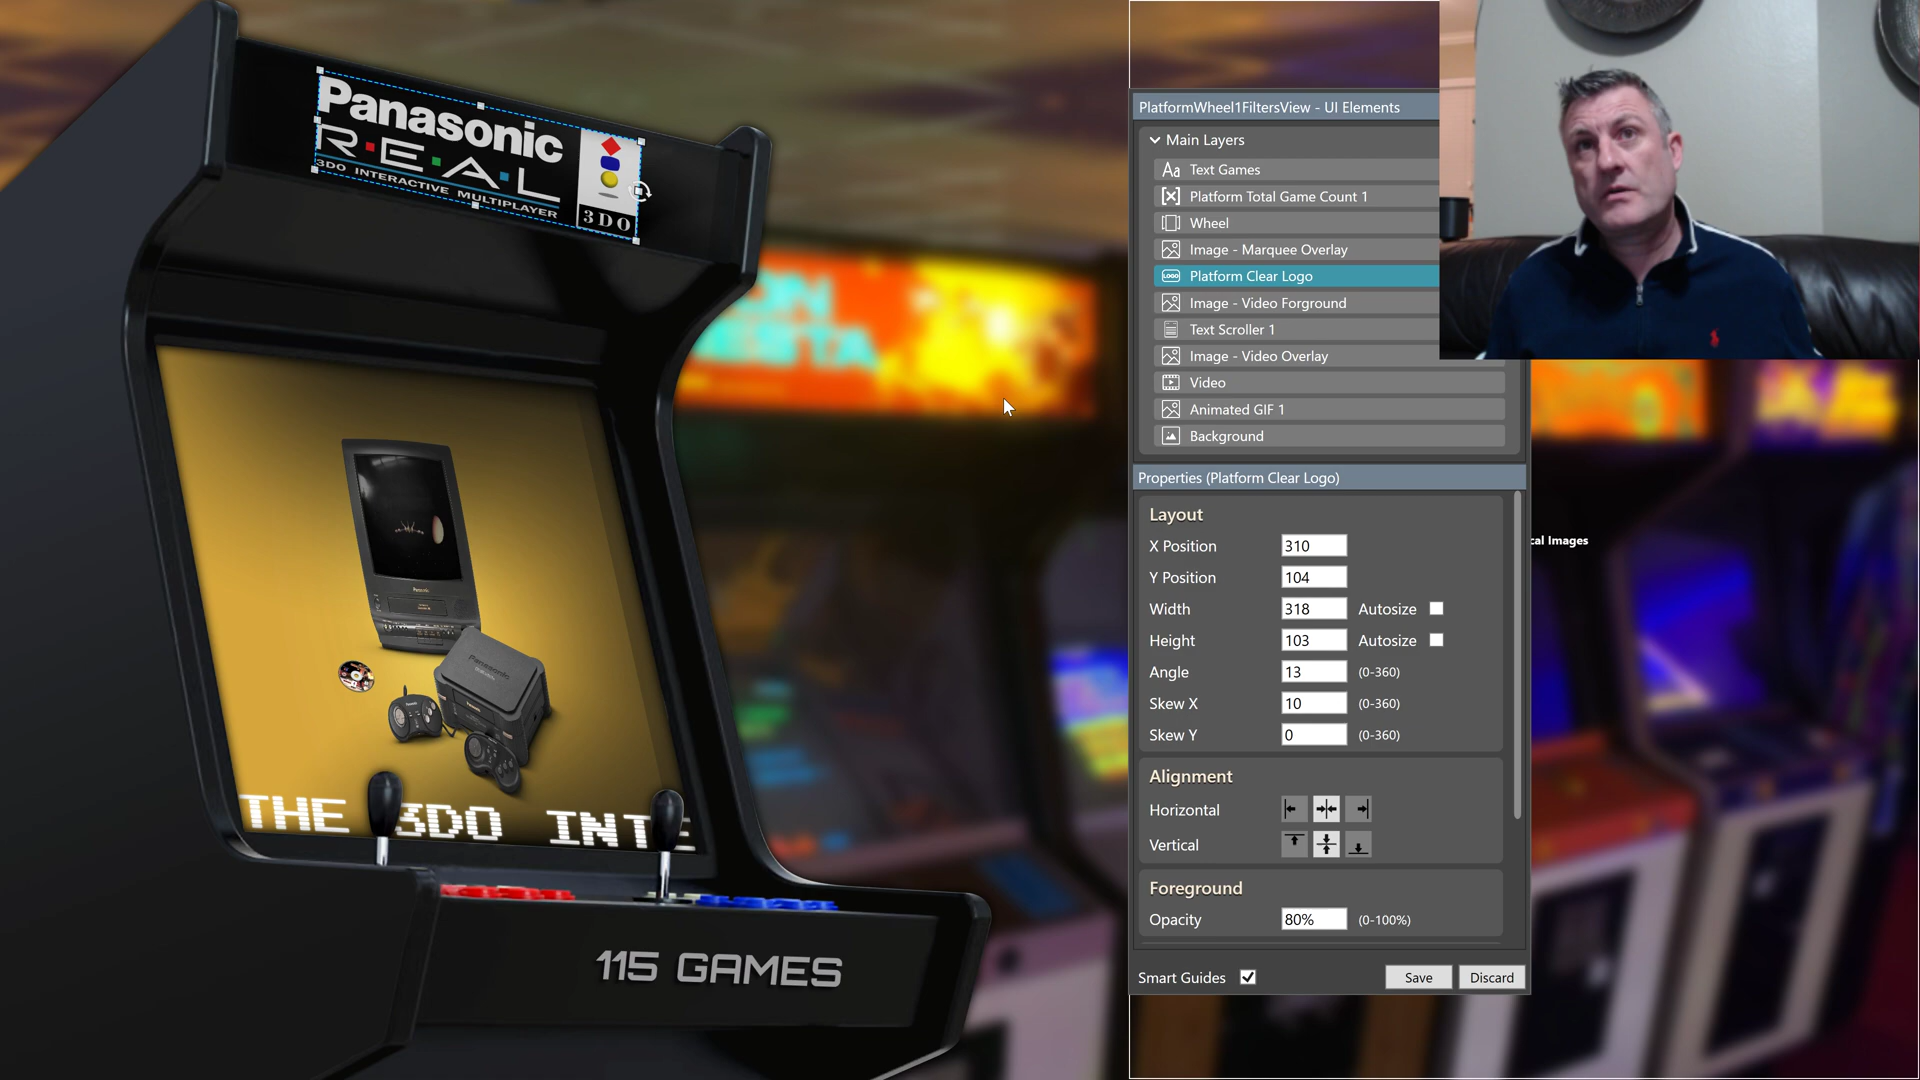 Panasonic
R·E·A·L
3DO INTERACTIVE MULTIPLAYER
3DO
THE 3DO INTE
115 GAMES
PlatformWheel1FiltersView - UI Elements
Main Layers
Aa Text Games
Platform Total Game Count 1
Wheel
Image - Marquee Overlay
LOGO Platform Clear Logo
Image - Video Forground
Text Scroller 1
Image - Video Overlay
Video
Animated GIF 1
Background
Properties (Platform Clear Logo)
Layout
X Position 310
Y Position 104
Width 318 Autosize
Height 103 Autosize
Angle 13 (0-360)
Skew X 10 (0-360)
Skew Y 0 (0-360)
Alignment
Horizontal
Vertical
Foreground
Opacity 80% (0-100%)
Smart Guides Save Discard
cal Images